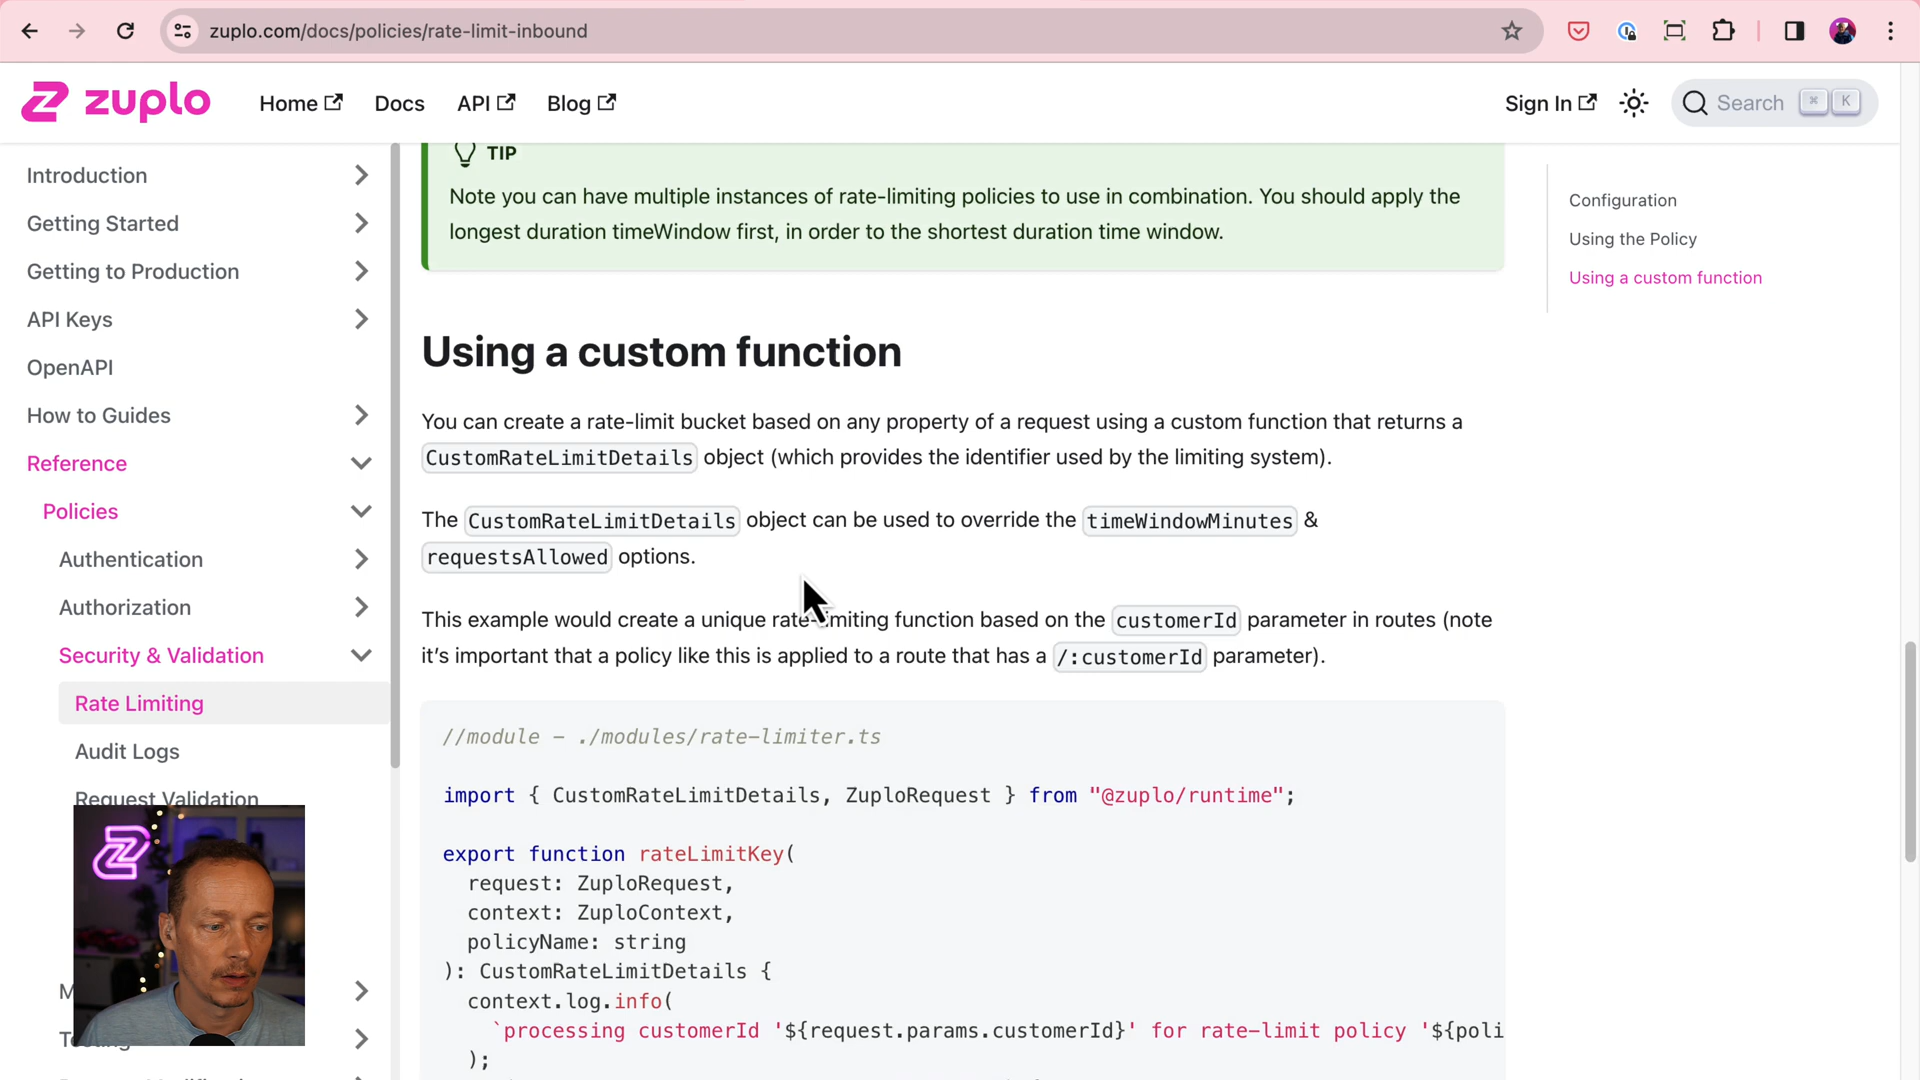 zuplo.com/docs/policies/rate-limit-inbound
zuplo
Home
Docs
API
Blog
Sign In
Search
⌘
K
Introduction
Getting Started
Getting to Production
API Keys
OpenAPI
How to Guides
Reference
Policies
Authentication
Authorization
Security & Validation
Rate Limiting
Audit Logs
Request Validation
TIP
Note you can have multiple instances of rate-limiting policies to use in combination. You should apply the
longest duration timeWindow first, in order to the shortest duration time window.
Using a custom function
You can create a rate-limit bucket based on any property of a request using a custom function that returns a
CustomRateLimitDetails object (which provides the identifier used by the limiting system).
The CustomRateLimitDetails object can be used to override the timeWindowMinutes &
requestsAllowed options.
This example would create a unique rate-limiting function based on the customerId parameter in routes (note
it's important that a policy like this is applied to a route that has a /:customerId parameter).
//module - ./modules/rate-limiter.ts
import { CustomRateLimitDetails, ZuploRequest } from "@zuplo/runtime";
export function rateLimitKey(
request: ZuploRequest,
context: ZuploContext,
policyName: string
): CustomRateLimitDetails {
context.log.info(
`processing customerId '${request.params.customerId}' for rate-limit policy '${poli
);
Configuration
Using the Policy
Using a custom function